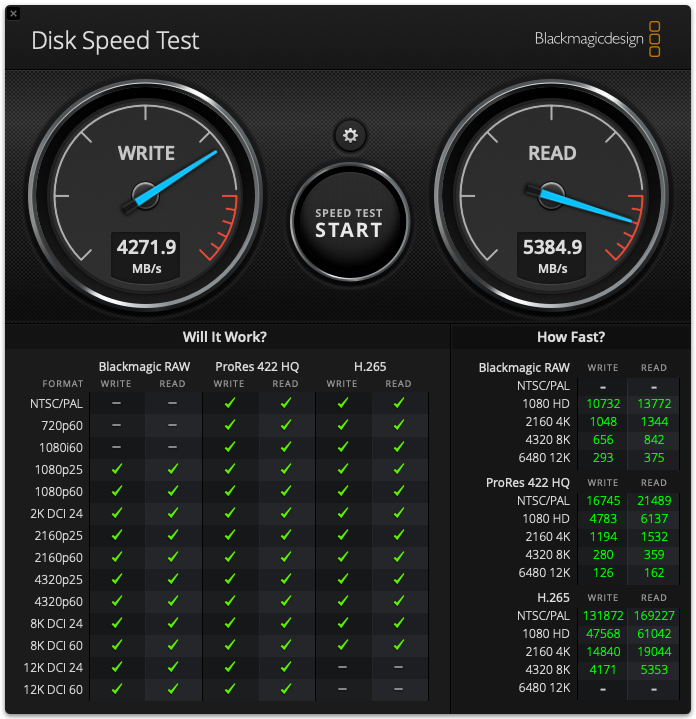 Disk Speed Test
Blackmagicdesign
WRITE
4271.9
MB/s
SPEED TEST
START
READ
5384.9
MB/s
Will It Work?
Blackmagic RAW ProRes 422 HQ H.265
FORMAT WRITE READ WRITE READ WRITE READ
NTSC/PAL – – ✓ ✓ ✓ ✓
720p60 – – ✓ ✓ ✓ ✓
1080i60 – – ✓ ✓ ✓ ✓
1080p25 ✓ ✓ ✓ ✓ ✓ ✓
1080p60 ✓ ✓ ✓ ✓ ✓ ✓
2K DCI 24 ✓ ✓ ✓ ✓ ✓ ✓
2160p25 ✓ ✓ ✓ ✓ ✓ ✓
2160p60 ✓ ✓ ✓ ✓ ✓ ✓
4320p25 ✓ ✓ ✓ ✓ ✓ ✓
4320p60 ✓ ✓ ✓ ✓ ✓ ✓
8K DCI 24 ✓ ✓ ✓ ✓ ✓ ✓
8K DCI 60 ✓ ✓ ✓ ✓ ✓ ✓
12K DCI 24 ✓ ✓ ✓ ✓ – –
12K DCI 60 ✓ ✓ ✓ ✓ – –
How Fast?
Blackmagic RAW WRITE READ
NTSC/PAL – –
1080 HD 10732 13772
2160 4K 1048 1344
4320 8K 656 842
6480 12K 293 375
ProRes 422 HQ WRITE READ
NTSC/PAL 16745 21489
1080 HD 4783 6137
2160 4K 1194 1532
4320 8K 280 359
6480 12K 126 162
H.265 WRITE READ
NTSC/PAL 131872 169227
1080 HD 47568 61042
2160 4K 14840 19044
4320 8K 4171 5353
6480 12K – –